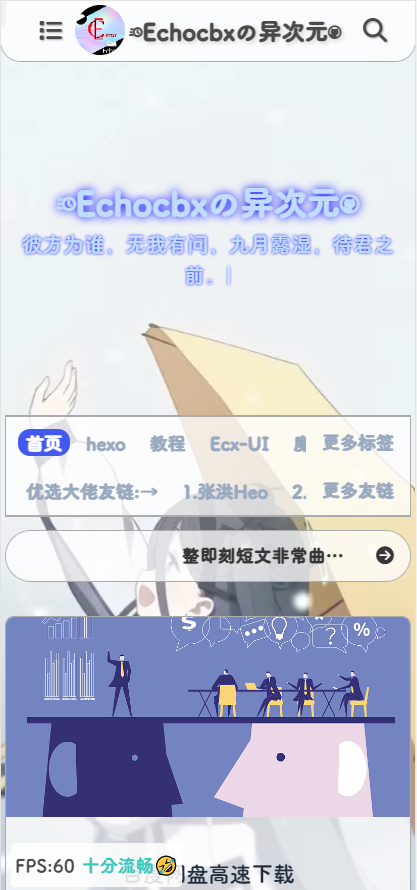 Echocbxの异次元
Echocbxの异次元
彼方为谁，无我有问，九月露湿，待君之
前。|
首页 hexo 教程 Ecx-UI 更多标签
优选大佬友链:→ 1.张洪Heo 2. 更多友链
整即刻短文非常曲…
$ ? %
FPS:60 十分流畅🤣 盘高速下载